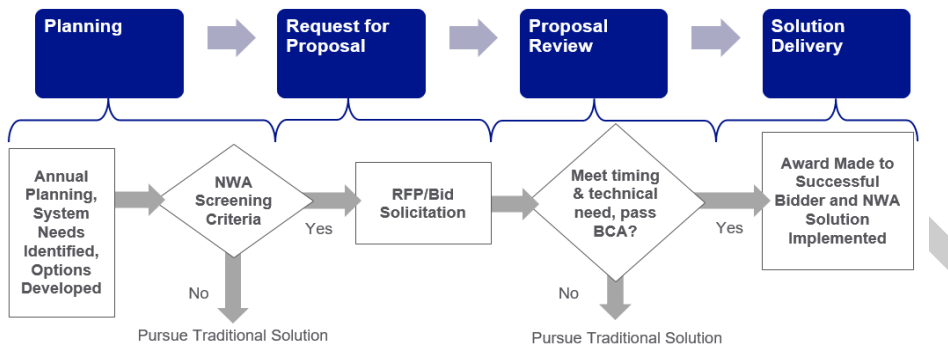 Planning
Request for
Proposal
Proposal
Review
Solution
Delivery
Annual
Planning,
System
Needs
Identified,
Options
Developed
NWA
Screening
Criteria
Yes
No
Pursue Traditional Solution
RFP/Bid
Solicitation
Meet timing
& technical
need, pass
BCA?
Yes
No
Pursue Traditional Solution
Award Made to
Successful
Bidder and NWA
Solution
Implemented